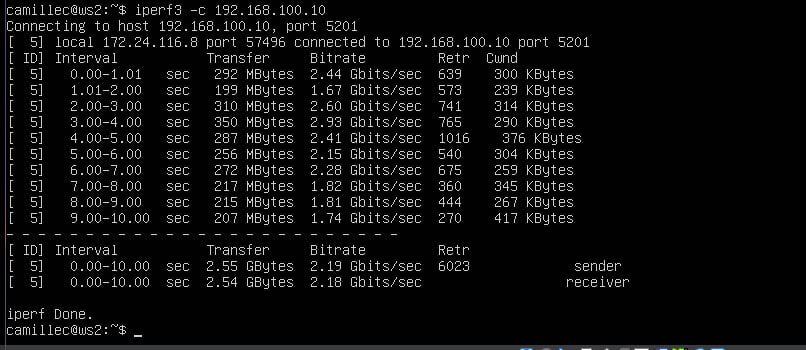 camillec@ws2:~$ iperf3 -c 192.168.100.10
Connecting to host 192.168.100.10, port 5201
[  5] local 172.24.116.8 port 57496 connected to 192.168.100.10 port 5201
[ ID] Interval           Transfer     Bitrate         Retr  Cwnd
[  5]   0.00-1.01   sec   292 MBytes  2.44 Gbits/sec  639    300 KBytes
[  5]   1.01-2.00   sec   199 MBytes  1.67 Gbits/sec  573    239 KBytes
[  5]   2.00-3.00   sec   310 MBytes  2.60 Gbits/sec  741    314 KBytes
[  5]   3.00-4.00   sec   350 MBytes  2.93 Gbits/sec  765    290 KBytes
[  5]   4.00-5.00   sec   287 MBytes  2.41 Gbits/sec  1016    376 KBytes
[  5]   5.00-6.00   sec   256 MBytes  2.15 Gbits/sec  540    304 KBytes
[  5]   6.00-7.00   sec   272 MBytes  2.28 Gbits/sec  675    259 KBytes
[  5]   7.00-8.00   sec   217 MBytes  1.82 Gbits/sec  360    345 KBytes
[  5]   8.00-9.00   sec   215 MBytes  1.81 Gbits/sec  444    267 KBytes
[  5]   9.00-10.00  sec   207 MBytes  1.74 Gbits/sec  270    417 KBytes
- - - - - - - - - - - - - - - - - - - - - - - - -
[ ID] Interval           Transfer     Bitrate         Retr
[  5]   0.00-10.00  sec  2.55 GBytes  2.19 Gbits/sec  6023             sender
[  5]   0.00-10.00  sec  2.54 GBytes  2.18 Gbits/sec                  receiver

iperf Done.
camillec@ws2:~$ _